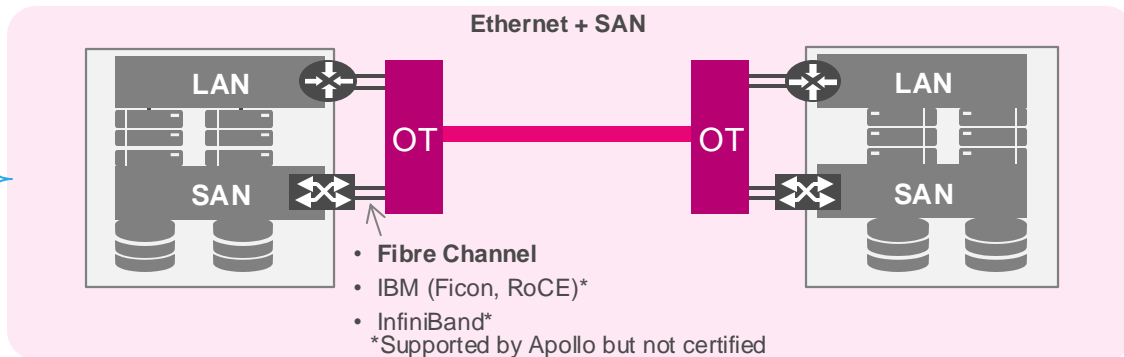 Ethernet + SAN
LAN
LAN
OT
OT
SAN
SAN
• Fibre Channel
• IBM (Ficon, RoCE)*
• InfiniBand*
*Supported by Apollo but not certified